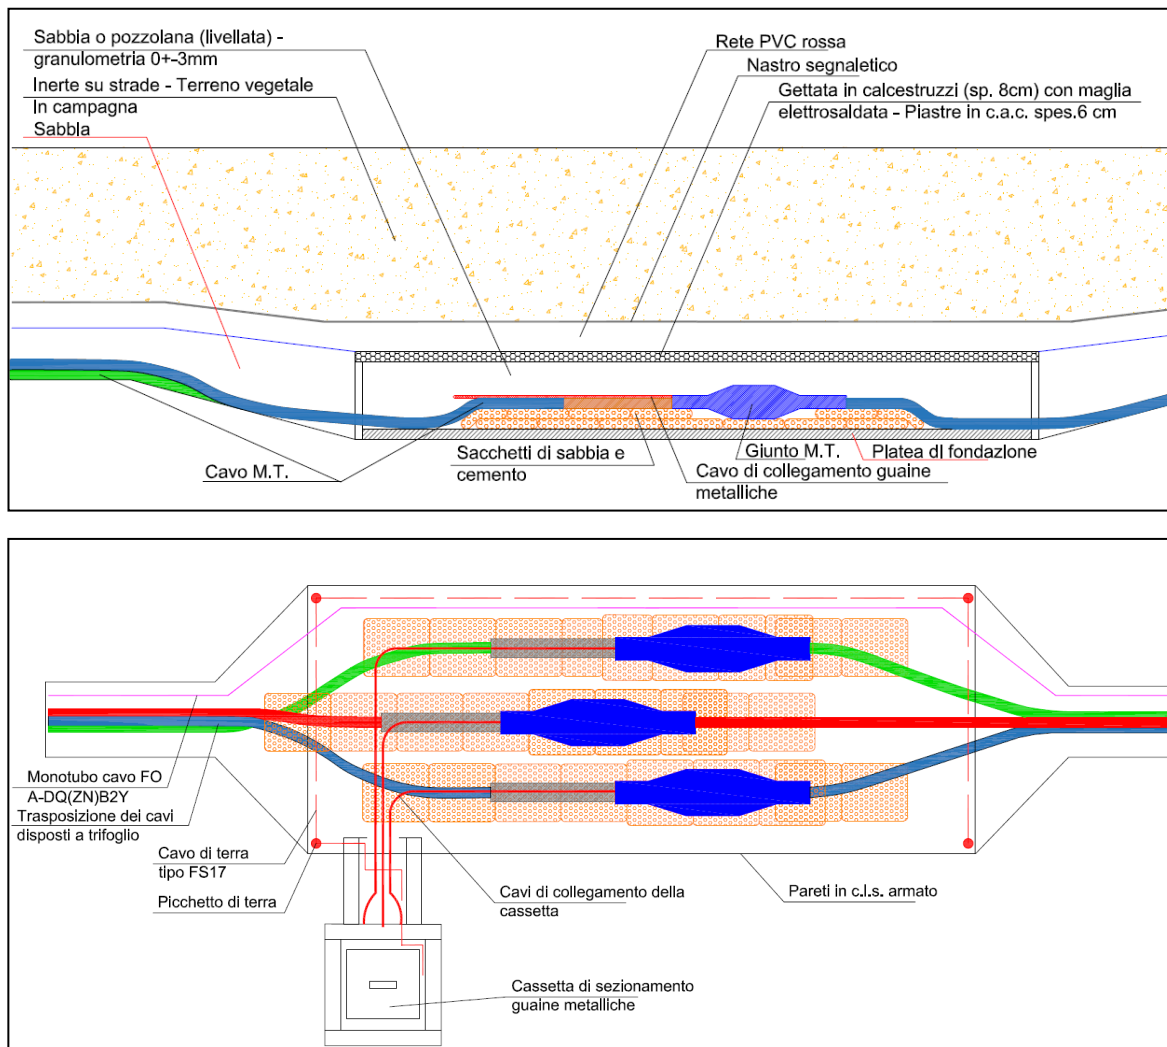 Sabbia o pozzolana (livellata) -
granulometria 0+-3mm
Inerte su strade - Terreno vegetale
In campagna
Sabbia
Rete PVC rossa
Nastro segnaletico
Gettata in calcestruzzi (sp. 8cm) con maglia
elettrosaldata - Piastre in c.a.c. spes.6 cm
Cavo M.T.
Sacchetti di sabbia e
cemento
Giunto M.T.
Platea di fondazione
Cavo di collegamento guaine
metalliche
Monotubo cavo FO
A-DQ(ZN)B2Y
Trasposizione dei cavi
disposti a trifoglio
Cavo di terra
tipo FS17
Picchetto di terra
Cavi di collegamento della
cassetta
Pareti in c.l.s. armato
Cassetta di sezionamento
guaine metalliche